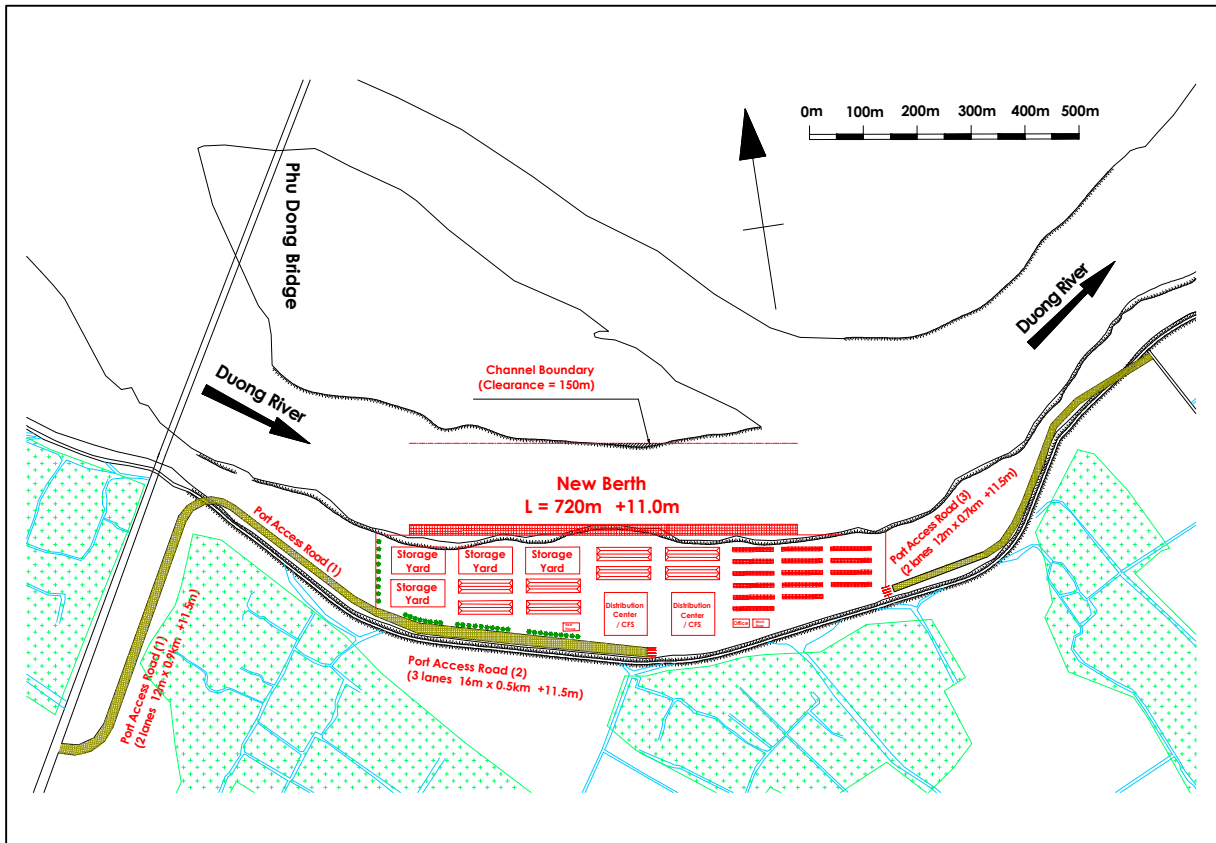 0m 100m 200m 300m 400m 500m
Phu Dong Bridge
Duong River
Duong River
Channel Boundary
(Clearance = 150m)
New Berth
L = 720m +11.0m
Port Access Road (1)
Port Access Road (1)
(2 lanes 12m x 0.9km +11.5m)
Storage
Yard
Storage
Yard
Storage
Yard
Storage
Yard
Distribution
Center
/ CFS
Distribution
Center
/ CFS
Office
Port Access Road (2)
(3 lanes 16m x 0.5km +11.5m)
Port Access Road (3)
(2 lanes 12m x 0.7km +11.5m)